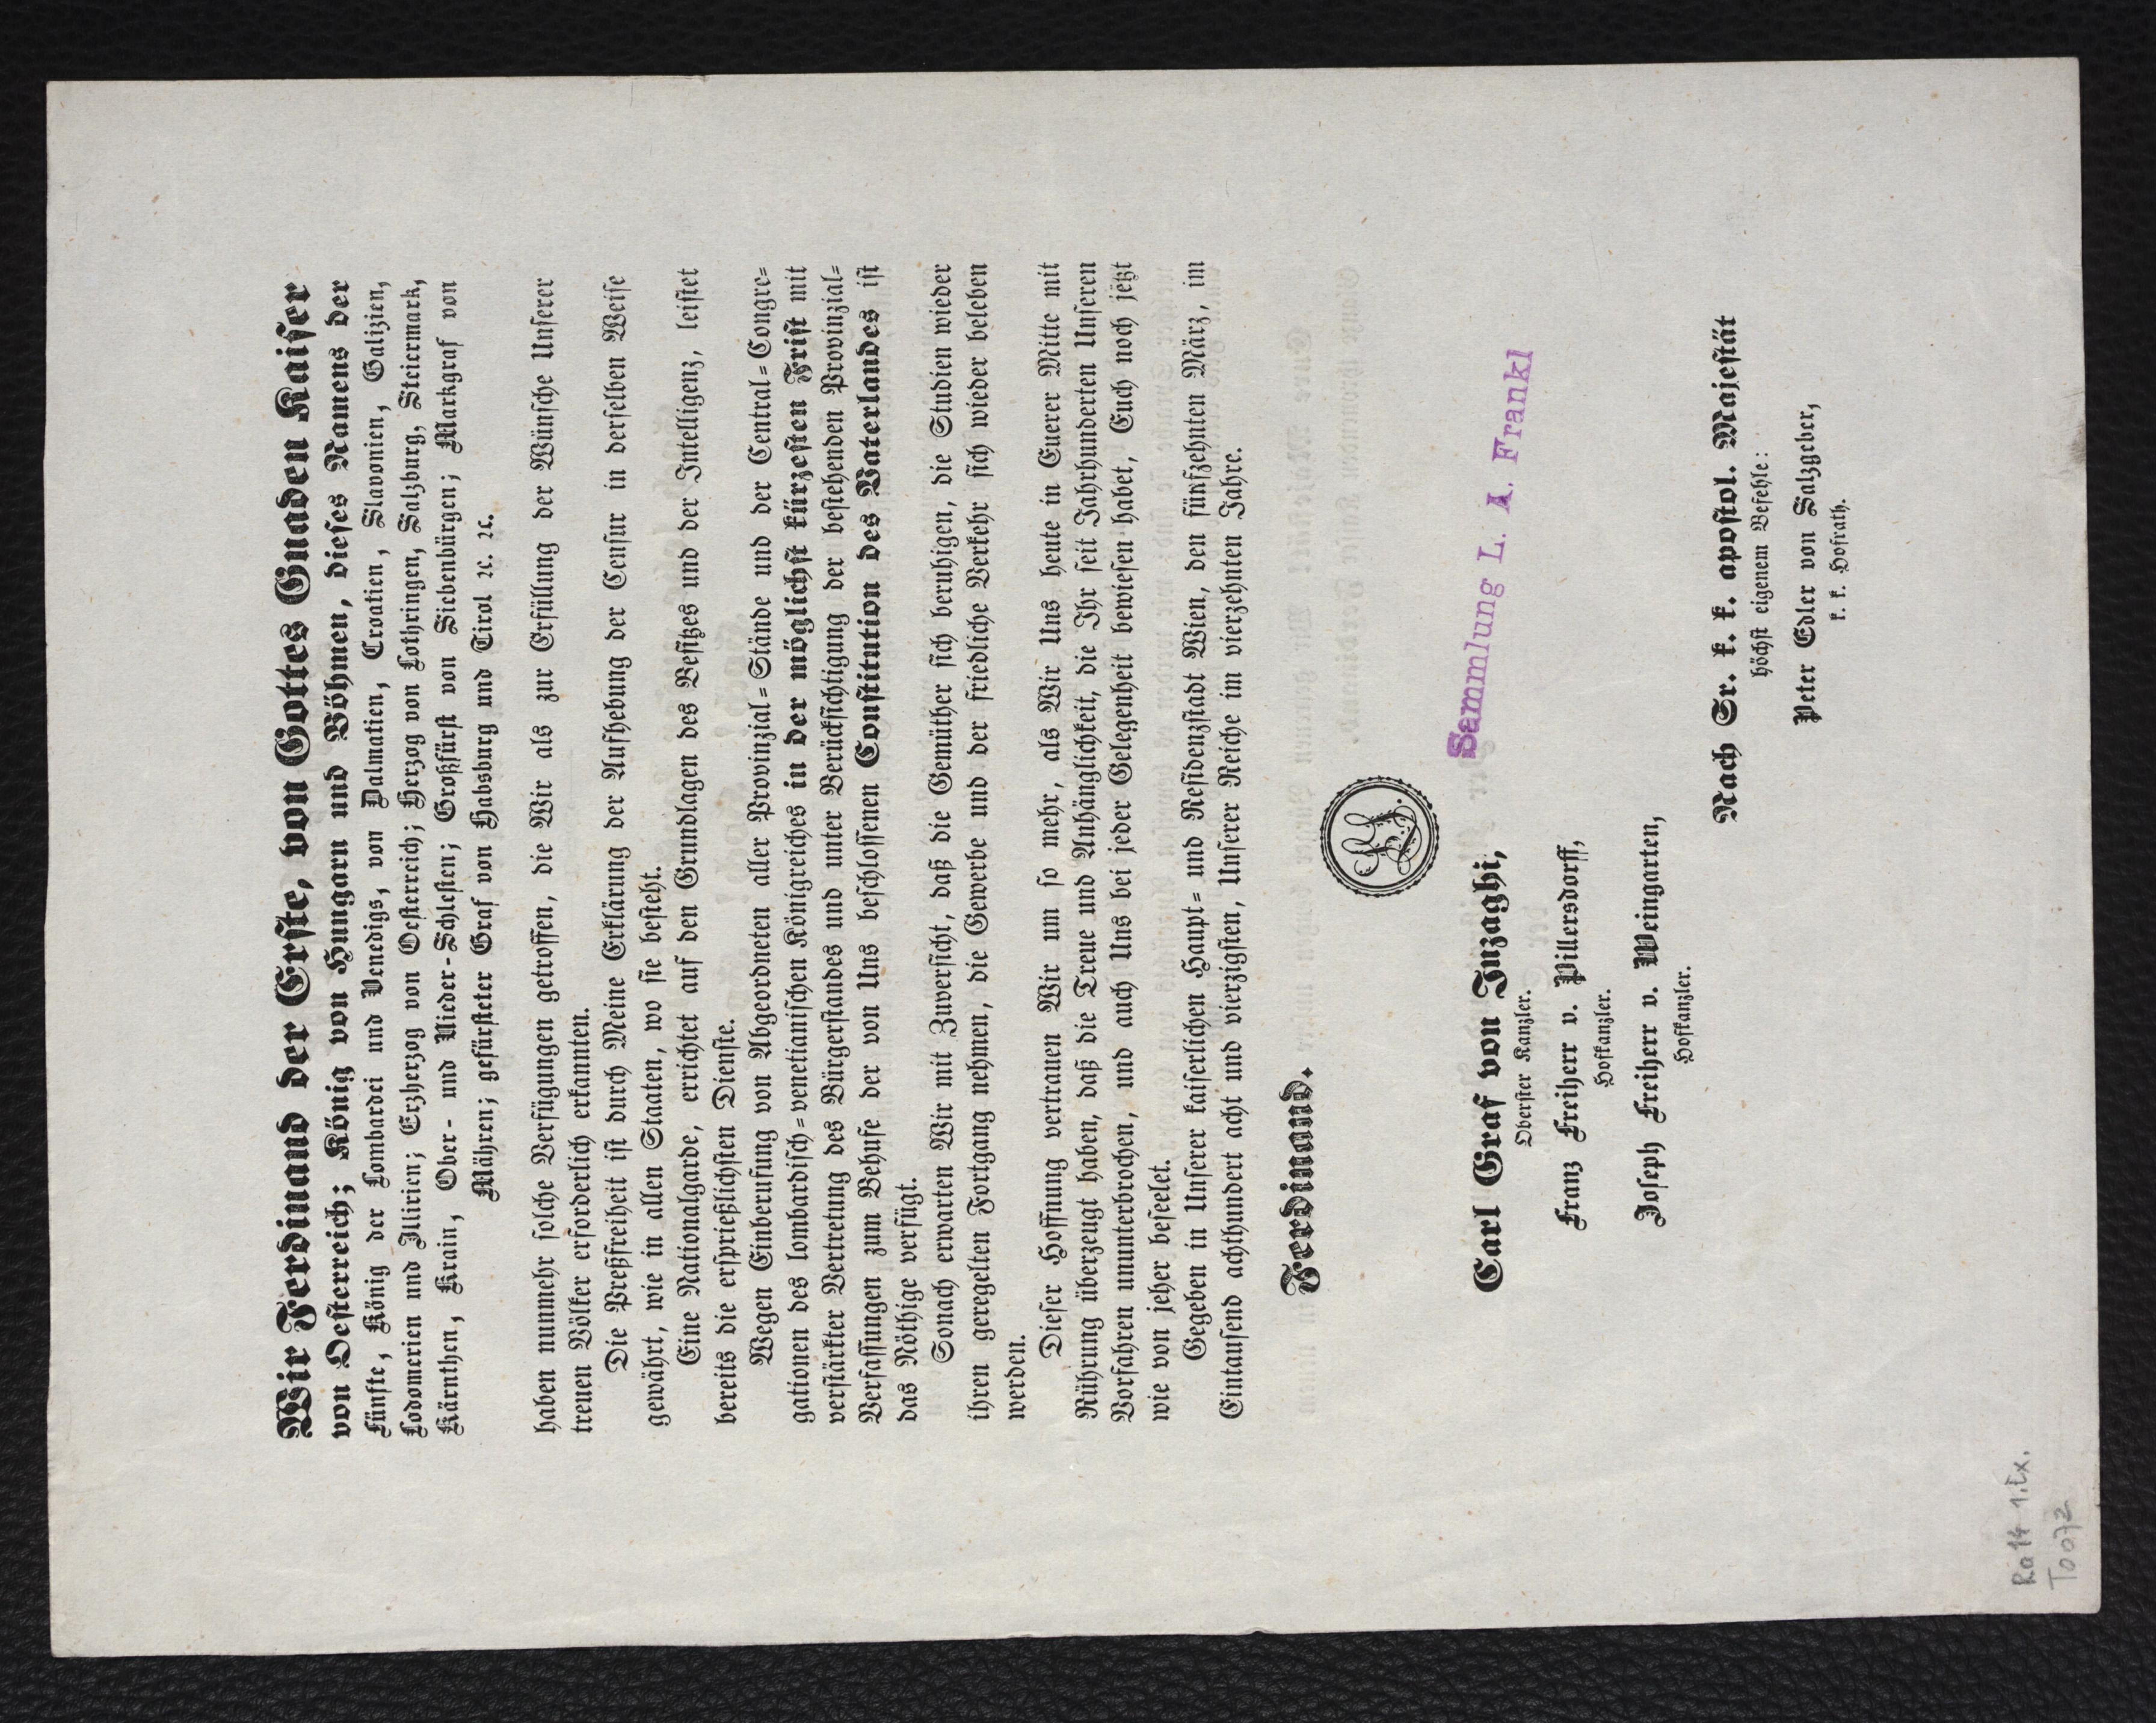 Wir Ferdinand der Erste, von Gottes Gnaden Kaiser
von Oesterreich; König von Hungarn und Böhmen, dieses Namens der
Fünfte, König der Lombardei und Venedigs, von Dalmatien, Croatien, Slavonien, Galizien,
Lodomerien und Illirien; Erzherzog von Oesterreich; Herzog von Lothringen, Salzburg, Steiermark,
Kärnthen, Krain, Ober- und Nieder-Schlesien; Großfürst von Siebenbürgen; Markgraf von
Mähren; gefürsteter Graf von Habsburg und Tirol ꝛc. ꝛc.
haben nunmehr solche Verfügungen getroffen, die Wir als zur Erfüllung der Wünsche Unserer
treuen Völker erforderlich erkannten.
Die Preßfreiheit ist durch Meine Erklärung der Aufhebung der Censur in derselben Weise
gewährt, wie in allen Staaten, wo sie besteht.
Eine Nationalgarde, errichtet auf den Grundlagen des Besitzes und der Intelligenz, leistet
bereits die ersprießlichsten Dienste.
Wegen Einberufung von Abgeordneten aller Provinzial=Stände und der Central=Congre=
gationen des lombardisch=venetianischen Königreiches in der möglichst kürzesten Frist mit
verstärkter Vertretung des Bürgerstandes und unter Berücksichtigung der bestehenden Provinzial=
Verfassungen zum Behufe der von Uns beschlossenen Constitution des Vaterlandes ist
das Nöthige verfügt.
Sonach erwarten Wir mit Zuversicht, daß die Gemüther sich beruhigen, die Studien wieder
ihren geregelten Fortgang nehmen, die Gewerbe und der friedliche Verkehr sich wieder beleben
werden.
Dieser Hoffnung vertrauen Wir um so mehr, als Wir Uns heute in Euerer Mitte mit
Rührung überzeugt haben, daß die Treue und Anhänglichkeit, die Ihr seit Jahrhunderten Unseren
Vorfahren ununterbrochen, und auch Uns bei jeder Gelegenheit bewiesen habet, Euch noch jetzt
wie von jeher beseelet.
Gegeben in Unserer kaiserlichen Haupt= und Residenzstadt Wien, den fünfzehnten März, im
Eintausend achthundert acht und vierzigsten, Unserer Reiche im vierzehnten Jahre.
Ferdinand.
Carl Graf von Inzaghi,
Oberster Kanzler.
Sammlung L. A. Frankl
Franz Freiherr v. Pillersdorff,
Hofkanzler.
Joseph Freiherr v. Weingarten,
Hofkanzler.
Nach Sr. k. k. apostol. Majestät
höchst eigenem Befehle:
Peter Edler von Salzgeber,
k. k. Hofrath.
Ra 14 1.Ex.
T0072